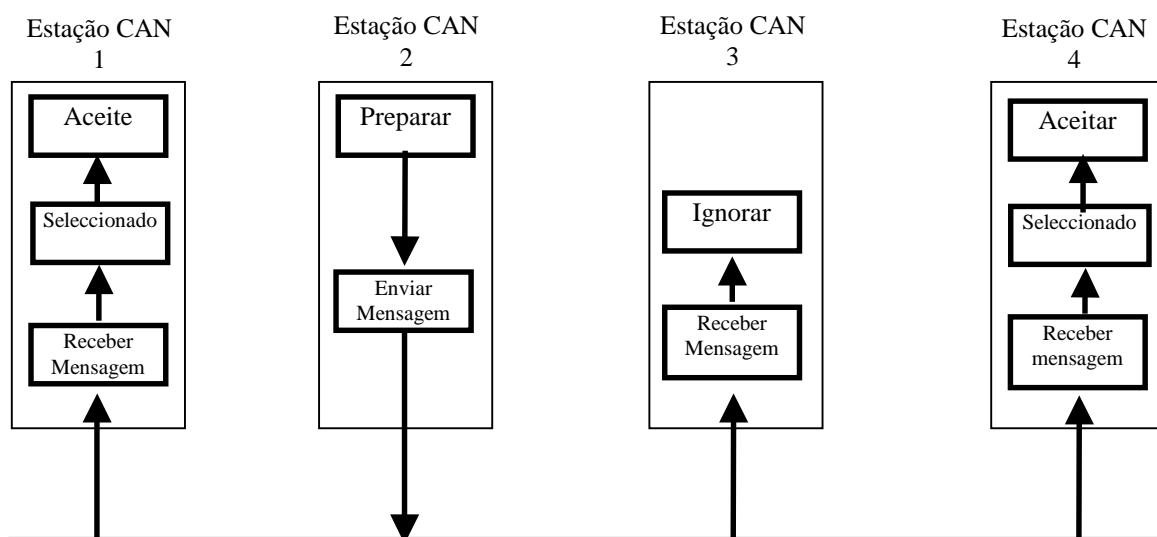 Estação CAN
1
Aceite
Seleccionado
Receber
Mensagem
Estação CAN
2
Preparar
Enviar
Mensagem
Estação CAN
3
Ignorar
Receber
Mensagem
Estação CAN
4
Aceitar
Seleccionado
Receber
mensagem